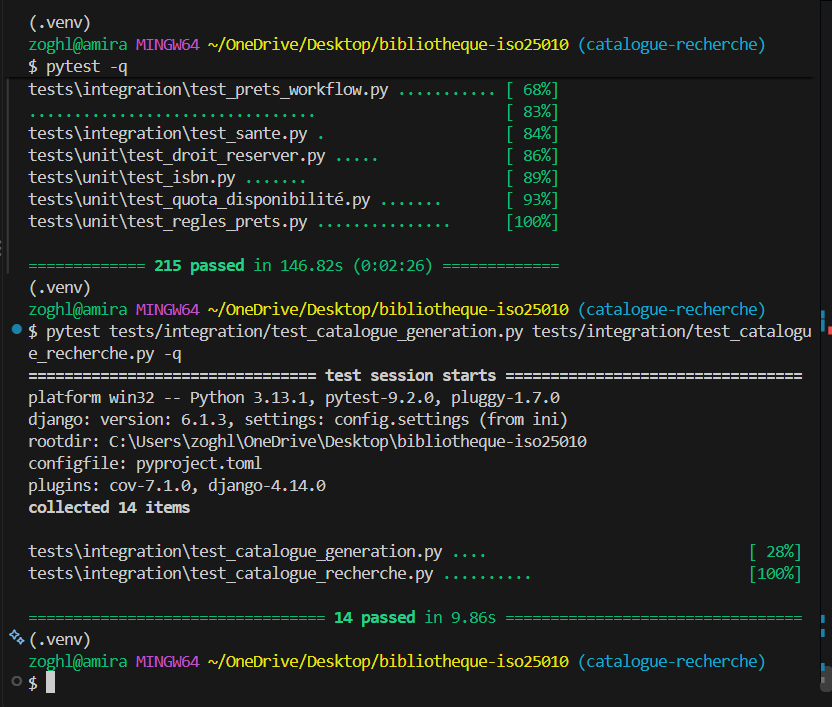 (.venv)
zoghl@amira MINGW64 ~/OneDrive/Desktop/bibliotheque-iso25010 (catalogue-recherche)
$ pytest -q
tests\integration\test_prets_workflow.py ........... [ 68%]
................................ [ 83%]
tests\integration\test_sante.py . [ 84%]
tests\unit\test_droit_reserver.py ..... [ 86%]
tests\unit\test_isbn.py ....... [ 89%]
tests\unit\test_quota_disponibilité.py ....... [ 93%]
tests\unit\test_regles_prets.py ............... [100%]
============= 215 passed in 146.82s (0:02:26) =============
(.venv)
zoghl@amira MINGW64 ~/OneDrive/Desktop/bibliotheque-iso25010 (catalogue-recherche)
$ pytest tests/integration/test_catalogue_generation.py tests/integration/test_catalogu
e_recherche.py -q
================================ test session starts =================================
platform win32 -- Python 3.13.1, pytest-9.2.0, pluggy-1.7.0
django: version: 6.1.3, settings: config.settings (from ini)
rootdir: C:\Users\zoghl\OneDrive\Desktop\bibliotheque-iso25010
configfile: pyproject.toml
plugins: cov-7.1.0, django-4.14.0
collected 14 items
tests\integration\test_catalogue_generation.py .... [ 28%]
tests\integration\test_catalogue_recherche.py .......... [100%]
================================= 14 passed in 9.86s =================================
(.venv)
zoghl@amira MINGW64 ~/OneDrive/Desktop/bibliotheque-iso25010 (catalogue-recherche)
$